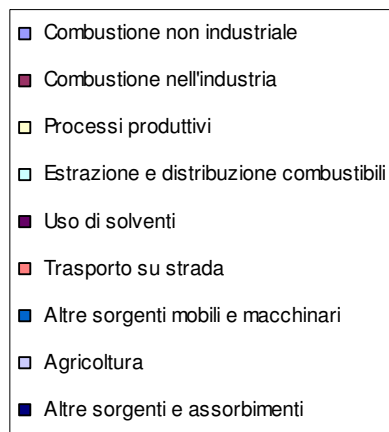 Combustione non industriale
Combustione nell'industria
Processi produttivi
Estrazione e distribuzione combustibili
Uso di solventi
Trasporto su strada
Altre sorgenti mobili e macchinari
Agricoltura
Altre sorgenti e assorbimenti